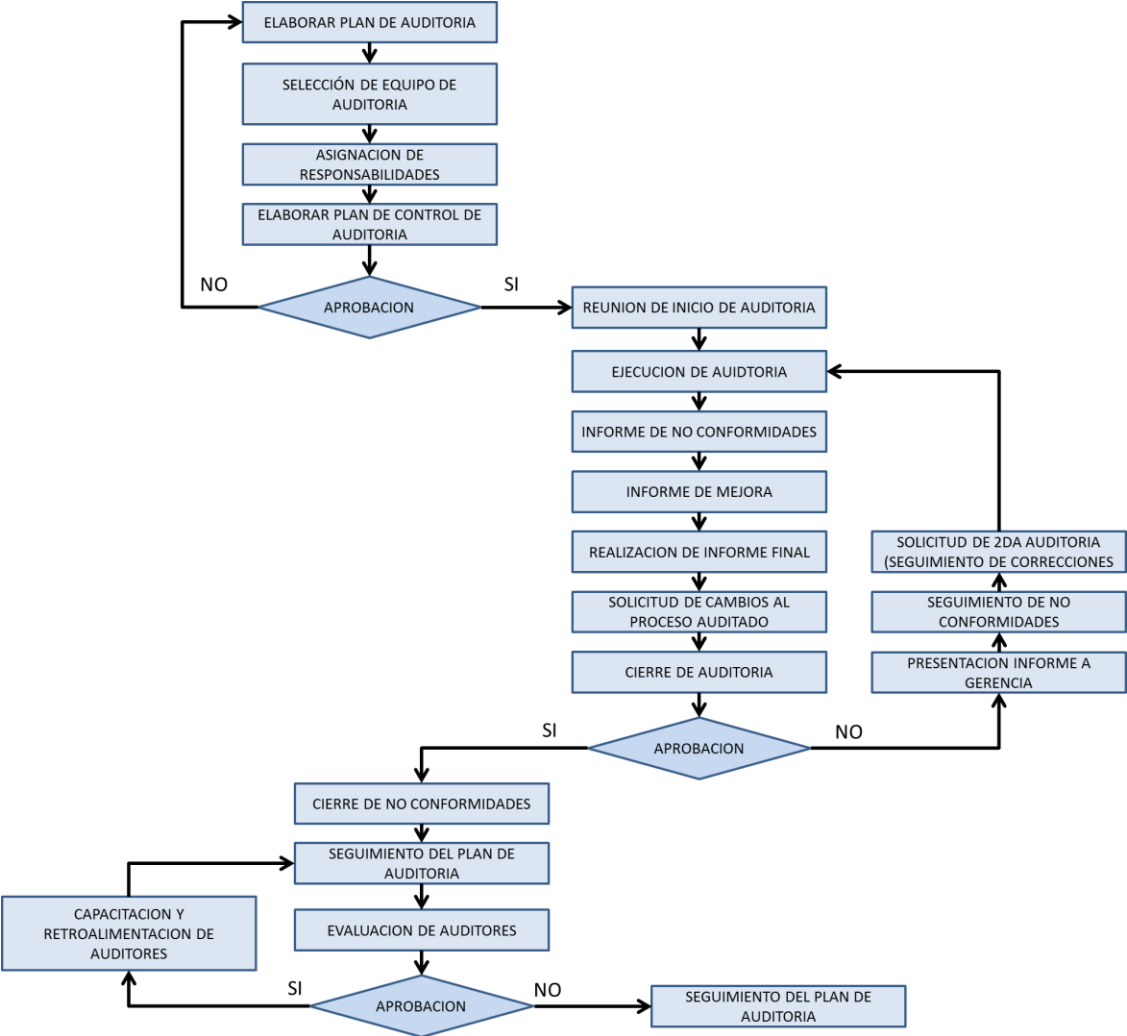 ELABORAR PLAN DE AUDITORIA
SELECCIÓN DE EQUIPO DE
AUDITORIA
ASIGNACION DE
RESPONSABILIDADES
ELABORAR PLAN DE CONTROL DE
AUDITORIA
NO
APROBACION
SI
REUNION DE INICIO DE AUDITORIA
EJECUCION DE AUIDTORIA
INFORME DE NO CONFORMIDADES
INFORME DE MEJORA
REALIZACION DE INFORME FINAL
SOLICITUD DE CAMBIOS AL
PROCESO AUDITADO
CIERRE DE AUDITORIA
SOLICITUD DE 2DA AUDITORIA
(SEGUIMIENTO DE CORRECCIONES
SEGUIMIENTO DE NO
CONFORMIDADES
PRESENTACION INFORME A
GERENCIA
SI
APROBACION
NO
CIERRE DE NO CONFORMIDADES
SEGUIMIENTO DEL PLAN DE
AUDITORIA
CAPACITACION Y
RETROALIMENTACION DE
AUDITORES
EVALUACION DE AUDITORES
SI
APROBACION
NO
SEGUIMIENTO DEL PLAN DE
AUDITORIA